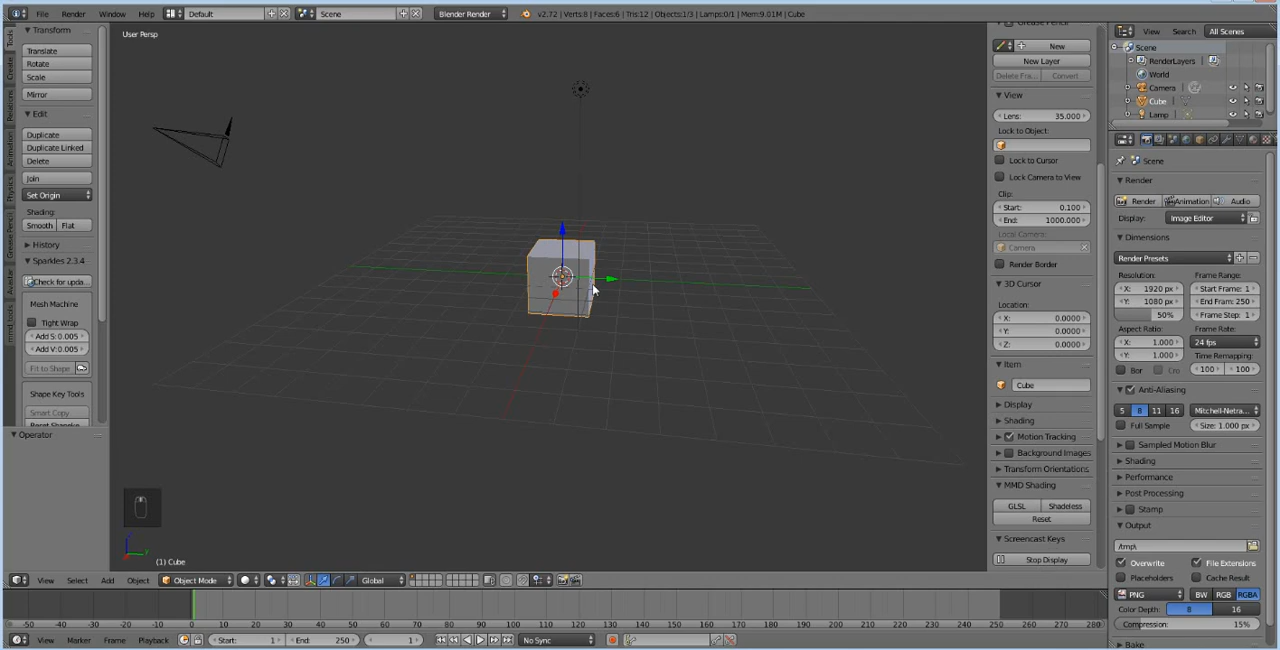 File Render Window Help Default Scene Blender Render v2.72 | Verts:8 | Faces:6 | Tris:12 | Objects:1/3 | Lamps:0/1 | Mem:9.01M | Cube
Tools
Create
Relations
Animation
Physics
Grease Pencil
Avastar
mmd_tools
Transform
Translate
Rotate
Scale
Mirror
Edit
Duplicate
Duplicate Linked
Delete
Join
Set Origin
Shading:
Smooth Flat
History
Sparkles 2.3.4
Check for upda...
Mesh Machine
Tight Wrap
Add S: 0.005
Add V: 0.005
Fit to Shape
Shape Key Tools
Smart Copy
Operator
User Persp
(1) Cube
New
New Layer
Delete Fra... Convert
View
Lens: 35.000
Lock to Object:
Lock to Cursor
Lock Camera to View
Clip:
Start: 0.100
End: 1000.000
Local Camera:
Camera
Render Border
3D Cursor
Location:
X: 0.0000
Y: 0.0000
Z: 0.0000
Item
Cube
Display
Shading
Motion Tracking
Background Images
Transform Orientations
MMD Shading
GLSL Shadeless
Reset
Screencast Keys
Stop Display
View Search All Scenes
Scene
RenderLayers
World
Camera
Cube
Lamp
Scene
Render
Render Animation Audio
Display: Image Editor
Dimensions
Render Presets
Resolution: Frame Range:
X: 1920 px Start Frame: 1
Y: 1080 px End Fram: 250
50% Frame Step: 1
Aspect Ratio: Frame Rate:
X: 1.000 24 fps
Y: 1.000 Time Remapping:
Bor Cro 100 100
Anti-Aliasing
5 8 11 16 Mitchell-Netra...
Full Sample Size: 1.000 px
Sampled Motion Blur
Shading
Performance
Post Processing
Stamp
Output
/tmp\
Overwrite File Extensions
Placeholders Cache Result
PNG BW RGB RGBA
Color Depth: 8 16
Compression: 15%
Bake
View Select Add Object Object Mode Global
-50 -40 -30 -20 -10 0 10 20 30 40 50 60 70 80 90 100 110 120 130 140 150 160 170 180 190 200 210 220 230 240 250 260 270 280
View Marker Frame Playback Start: 1 End: 250 1 No Sync